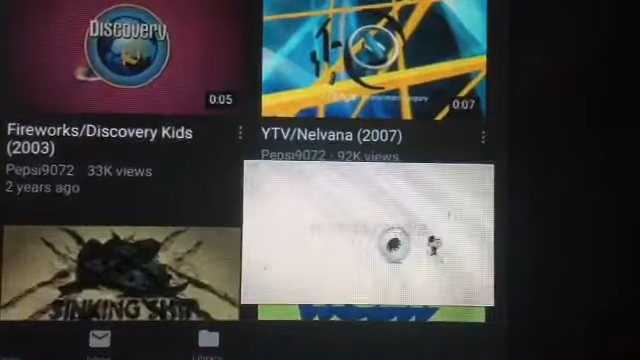 Discovery
0:05
0:07
Fireworks/Discovery Kids
(2003)
YTV/Nelvana (2007)
Pepsi9072 · 33K views
Pepsi9072 · 92K views
2 years ago
SINKING SHIP
Library